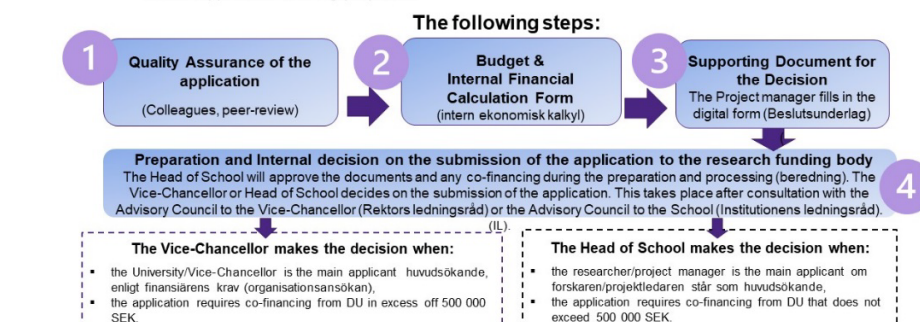 The following steps:
1
Quality Assurance of the
application
(Colleagues, peer-review)
2
Budget &
Internal Financial
Calculation Form
(intern ekonomisk kalkyl)
3
Supporting Document for
the Decision
The Project manager fills in the
digital form (Beslutsunderlag)
Preparation and Internal decision on the submission of the application to the research funding body
The Head of School will approve the documents and any co-financing during the preparation and processing (beredning). The
Vice-Chancellor or Head of School decides on the submission of the application. This takes place after consultation with the
Advisory Council to the Vice-Chancellor (Rektors ledningsråd) or the Advisory Council to the School (Institutionens ledningsråd).
(IL).
4
The Vice-Chancellor makes the decision when:
▪ the University/Vice-Chancellor is the main applicant huvudsökande,
enligt finansiärens krav (organisationsansökan),
▪ the application requires co-financing from DU in excess off 500 000
SEK.
The Head of School makes the decision when:
▪ the researcher/project manager is the main applicant om
forskaren/projektledaren står som huvudsökande,
▪ the application requires co-financing from DU that does not
exceed 500 000 SEK.